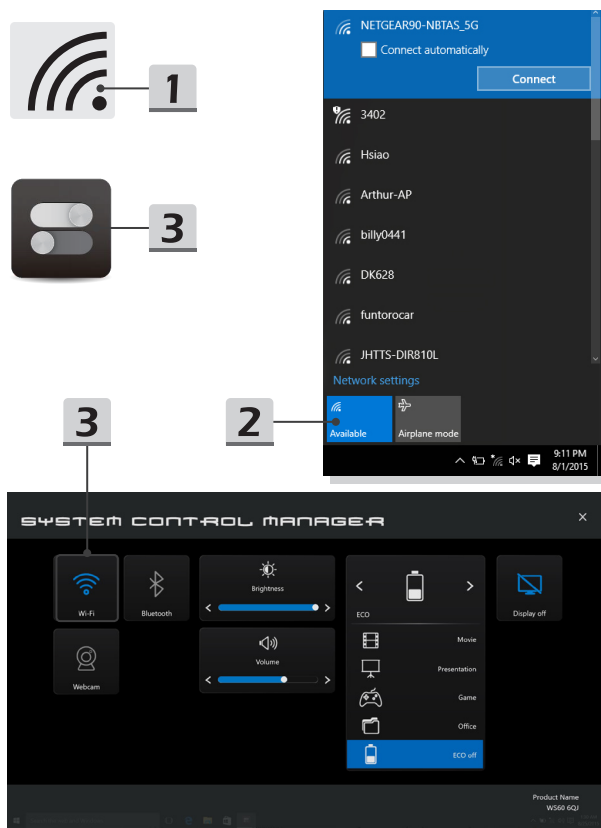 1
3
NETGEAR90-NBTAS_5G
Connect automatically
Connect
3402
Hsiao
Arthur-AP
billy0441
DK628
funtorocar
JHTTS-DIR810L
Network settings
2
Available
Airplane mode
9:11 PM
8/1/2015
3
SYSTEM CONTROL MANAGER
Wi-Fi
Bluetooth
Brightness
ECO
Display off
Webcam
Volume
Movie
Presentation
Game
Office
ECO off
Product Name
WS60 6QJ